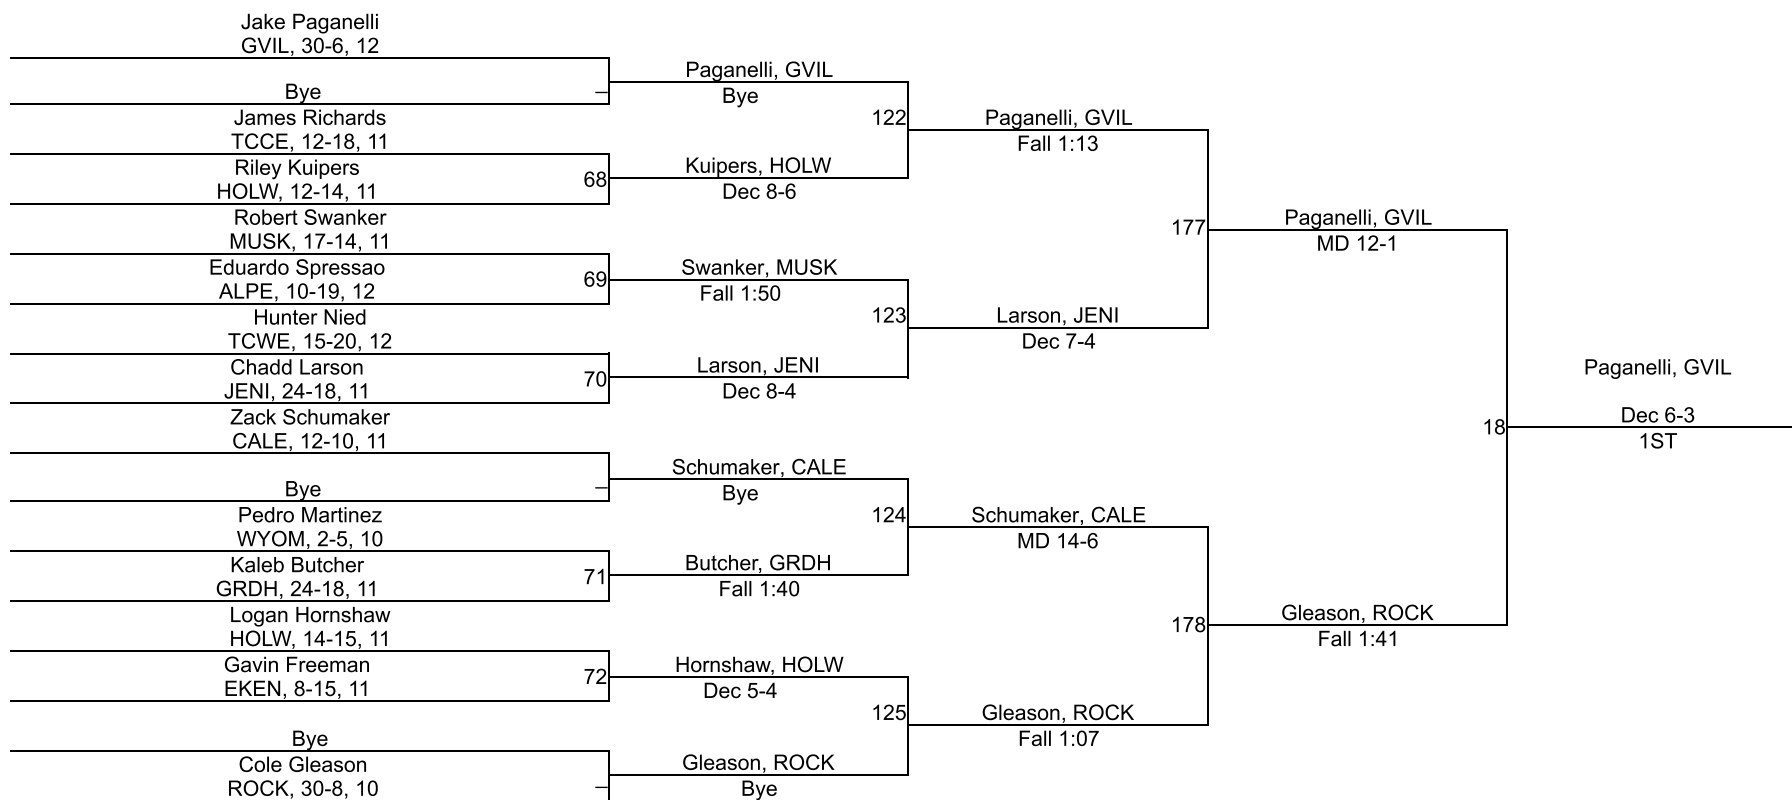 Jake Paganelli
GVIL, 30-6, 12
Bye
James Richards
TCCE, 12-18, 11
Riley Kuipers
HOLW, 12-14, 11
Robert Swanker
MUSK, 17-14, 11
Eduardo Spressao
ALPE, 10-19, 12
Hunter Nied
TCWE, 15-20, 12
Chadd Larson
JENI, 24-18, 11
Zack Schumaker
CALE, 12-10, 11
Bye
Pedro Martinez
WYOM, 2-5, 10
Kaleb Butcher
GRDH, 24-18, 11
Logan Hornshaw
HOLW, 14-15, 11
Gavin Freeman
EKEN, 8-15, 11
Bye
Cole Gleason
ROCK, 30-8, 10
68
69
70
71
72
Paganelli, GVIL
Bye
Kuipers, HOLW
Dec 8-6
Swanker, MUSK
Fall 1:50
Larson, JENI
Dec 8-4
Schumaker, CALE
Bye
Butcher, GRDH
Fall 1:40
Hornshaw, HOLW
Dec 5-4
Gleason, ROCK
Bye
122
123
124
125
Paganelli, GVIL
Fall 1:13
Larson, JENI
Dec 7-4
Schumaker, CALE
MD 14-6
Gleason, ROCK
Fall 1:07
177
178
Paganelli, GVIL
MD 12-1
Gleason, ROCK
Fall 1:41
18
Paganelli, GVIL
Dec 6-3
1ST